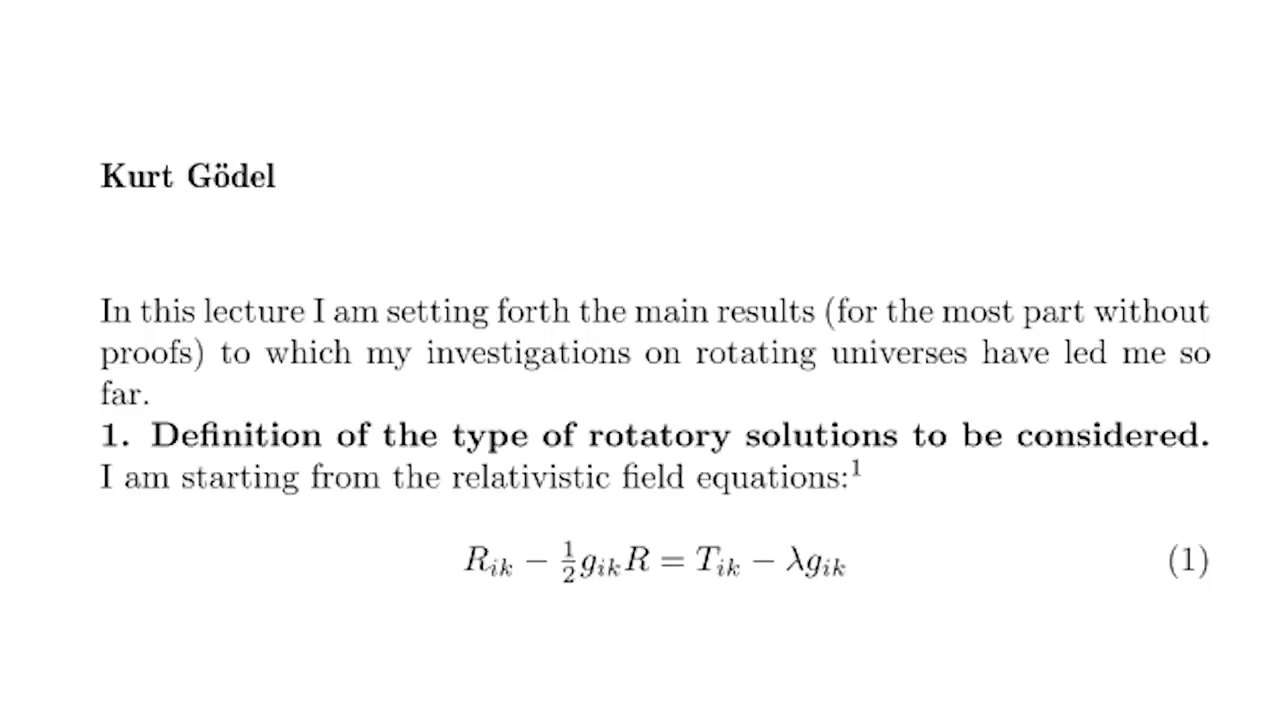 Kurt Gödel
In this lecture I am setting forth the main results (for the most part without
proofs) to which my investigations on rotating universes have led me so
far.
1. Definition of the type of rotatory solutions to be considered.
I am starting from the relativistic field equations:¹
R_{ik} − ½g_{ik}R = T_{ik} − λg_{ik} (1)